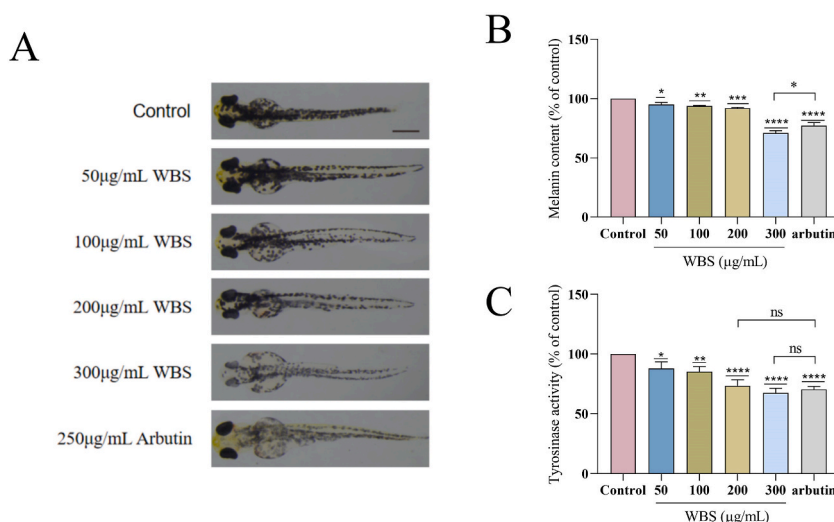 A
Control
50μg/mL WBS
100μg/mL WBS
200μg/mL WBS
300μg/mL WBS
250μg/mL Arbutin
B
Melanin content (% of control)
150
100
50
0
*
**
***
****
****
*
Control 50 100 200 300 arbutin
WBS (μg/mL)
C
Tyrosinase activity (% of control)
150
100
50
0
*
**
****
****
****
ns
ns
Control 50 100 200 300 arbutin
WBS (μg/mL)